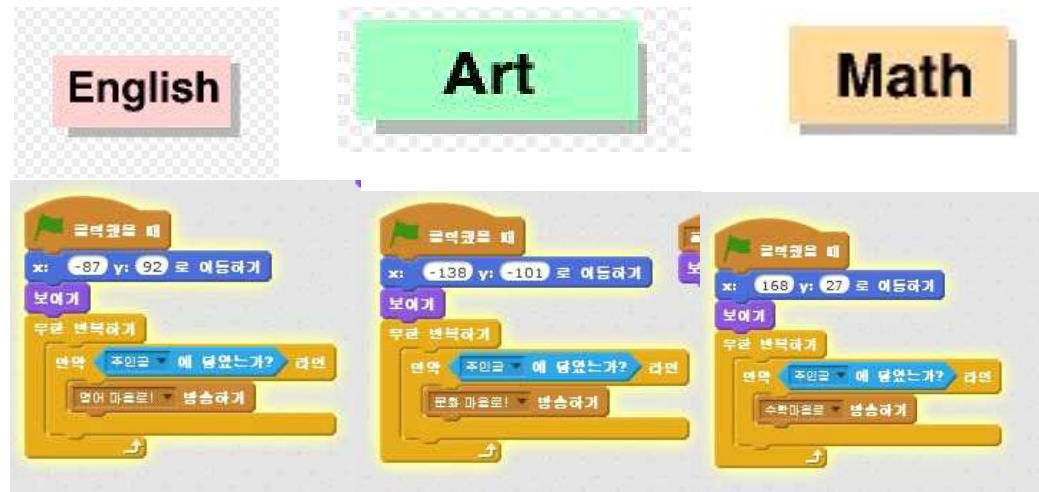 English
Art
Math
클릭했을 때
x: -87 y: 92 로 이동하기
보이기
무한 반복하기
만약 주인공 에 닿았는가? 라면
영어 마을로! 방송하기
클릭했을 때
x: -138 y: -101 로 이동하기
보이기
무한 반복하기
만약 주인공 에 닿았는가? 라면
문화 마을로! 방송하기
클릭했을 때
x: 168 y: 27 로 이동하기
보이기
무한 반복하기
만약 주인공 에 닿았는가? 라면
수학마을로 방송하기